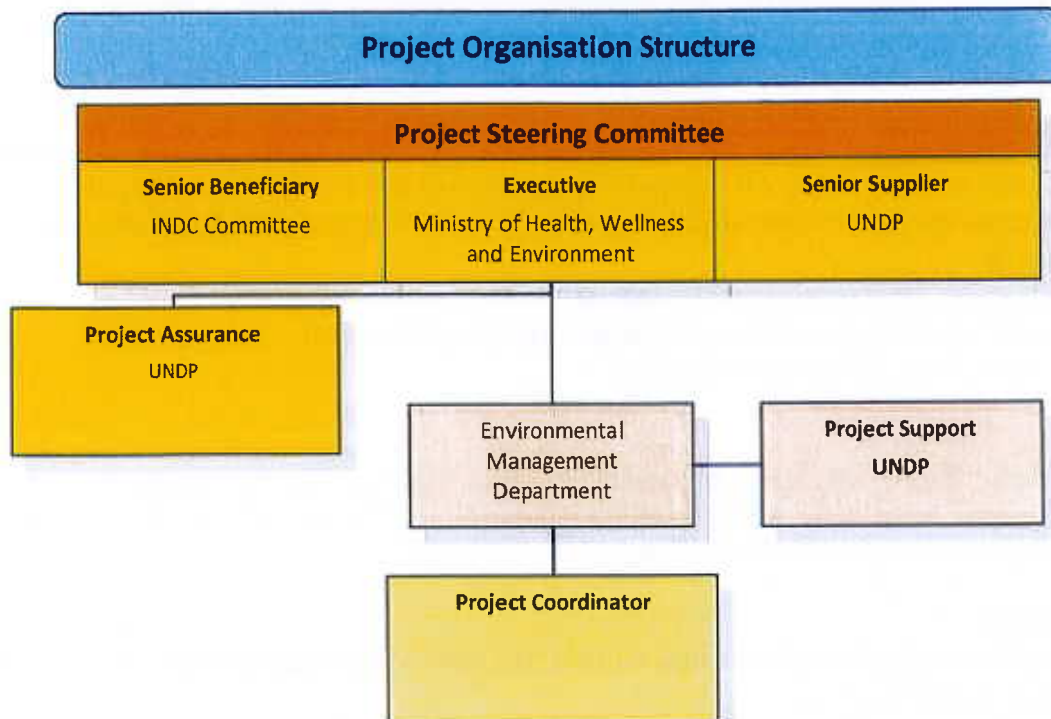 Project Organisation Structure
Project Steering Committee
Senior Beneficiary
INDC Committee
Executive
Ministry of Health, Wellness
and Environment
Senior Supplier
UNDP
Project Assurance
UNDP
Environmental
Management
Department
Project Support
UNDP
Project Coordinator